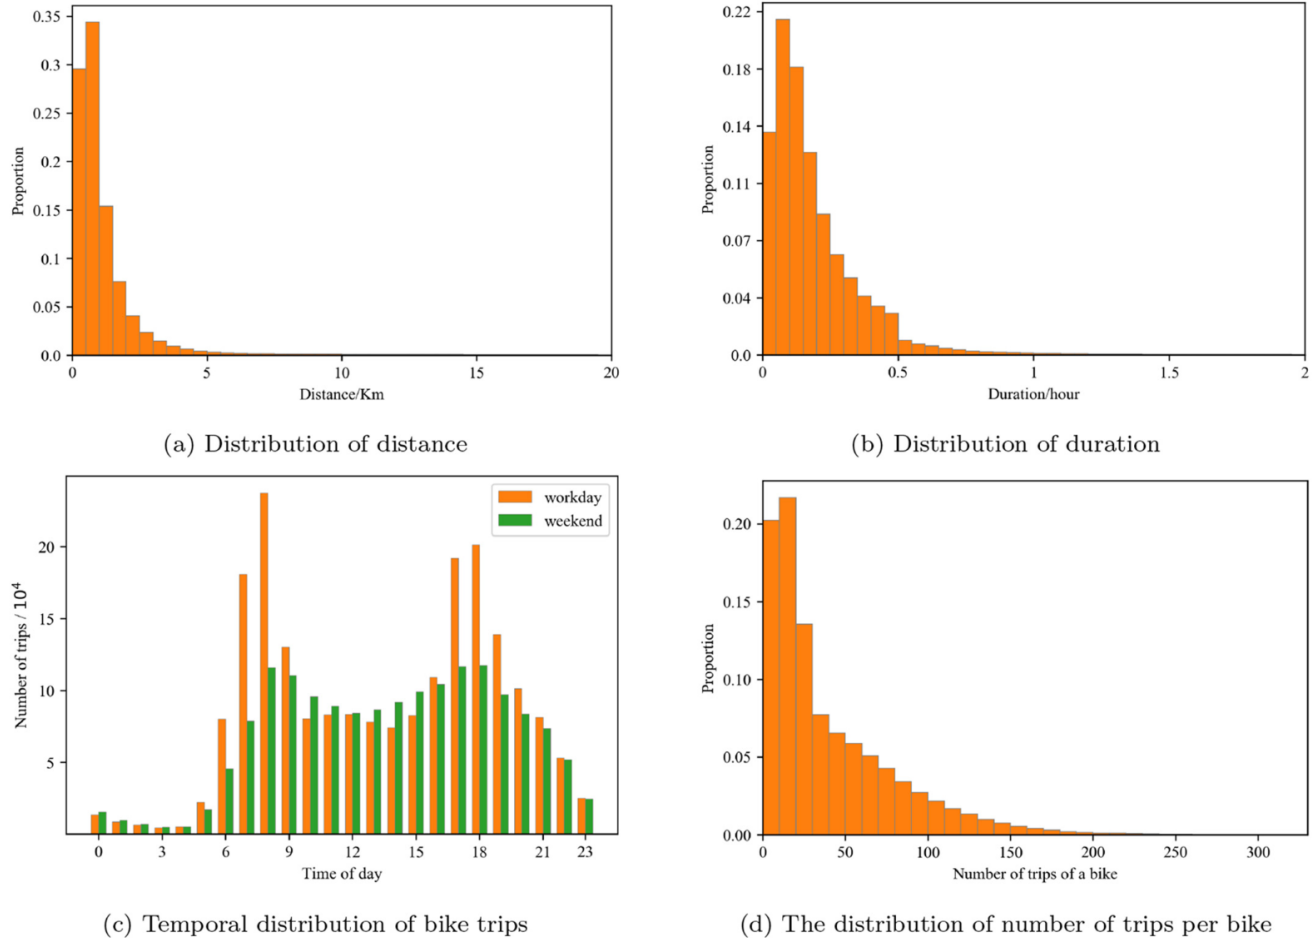 0.35
0.3
0.25
0.2
0.15
0.1
0.05
0.0
Proportion
0 5 10 15 20
Distance/Km
(a) Distribution of distance
0.22
0.18
0.14
0.11
0.07
0.04
0.0
Proportion
0 0.5 1 1.5 2
Duration/hour
(b) Distribution of duration
workday
weekend
20
15
10
5
Number of trips / 10⁴
0 3 6 9 12 15 18 21 23
Time of day
(c) Temporal distribution of bike trips
0.20
0.15
0.10
0.05
0.00
Proportion
0 50 100 150 200 250 300
Number of trips of a bike
(d) The distribution of number of trips per bike